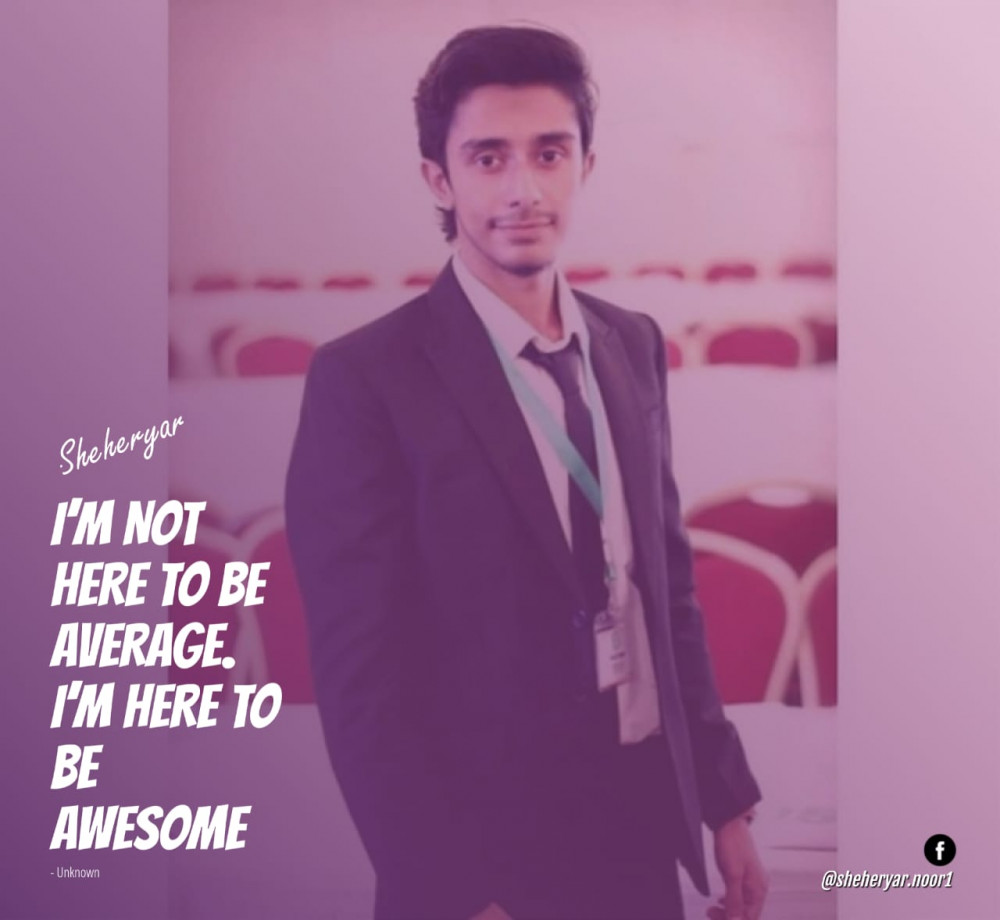 Sheheryar
I'M NOT
HERE TO BE
AVERAGE.
I'M HERE TO
BE
AWESOME
- Unknown
f
@sheheryar.noor1